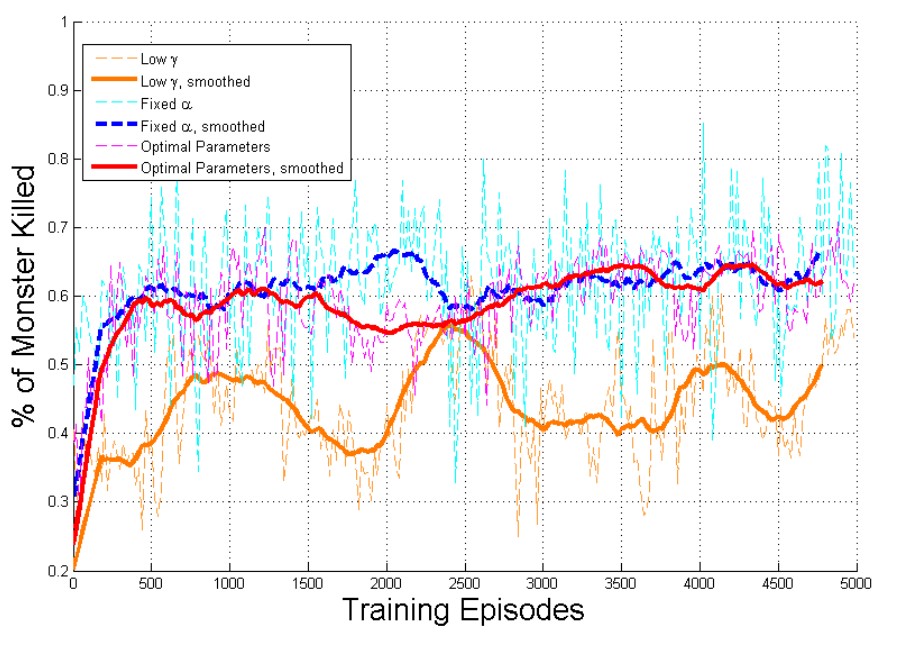 1
0.9
0.8
0.7
0.6
0.5
0.4
0.3
0.2
% of Monster Killed
Low γ
Low γ, smoothed
Fixed α
Fixed α, smoothed
Optimal Parameters
Optimal Parameters, smoothed
0 500 1000 1500 2000 2500 3000 3500 4000 4500 5000
Training Episodes